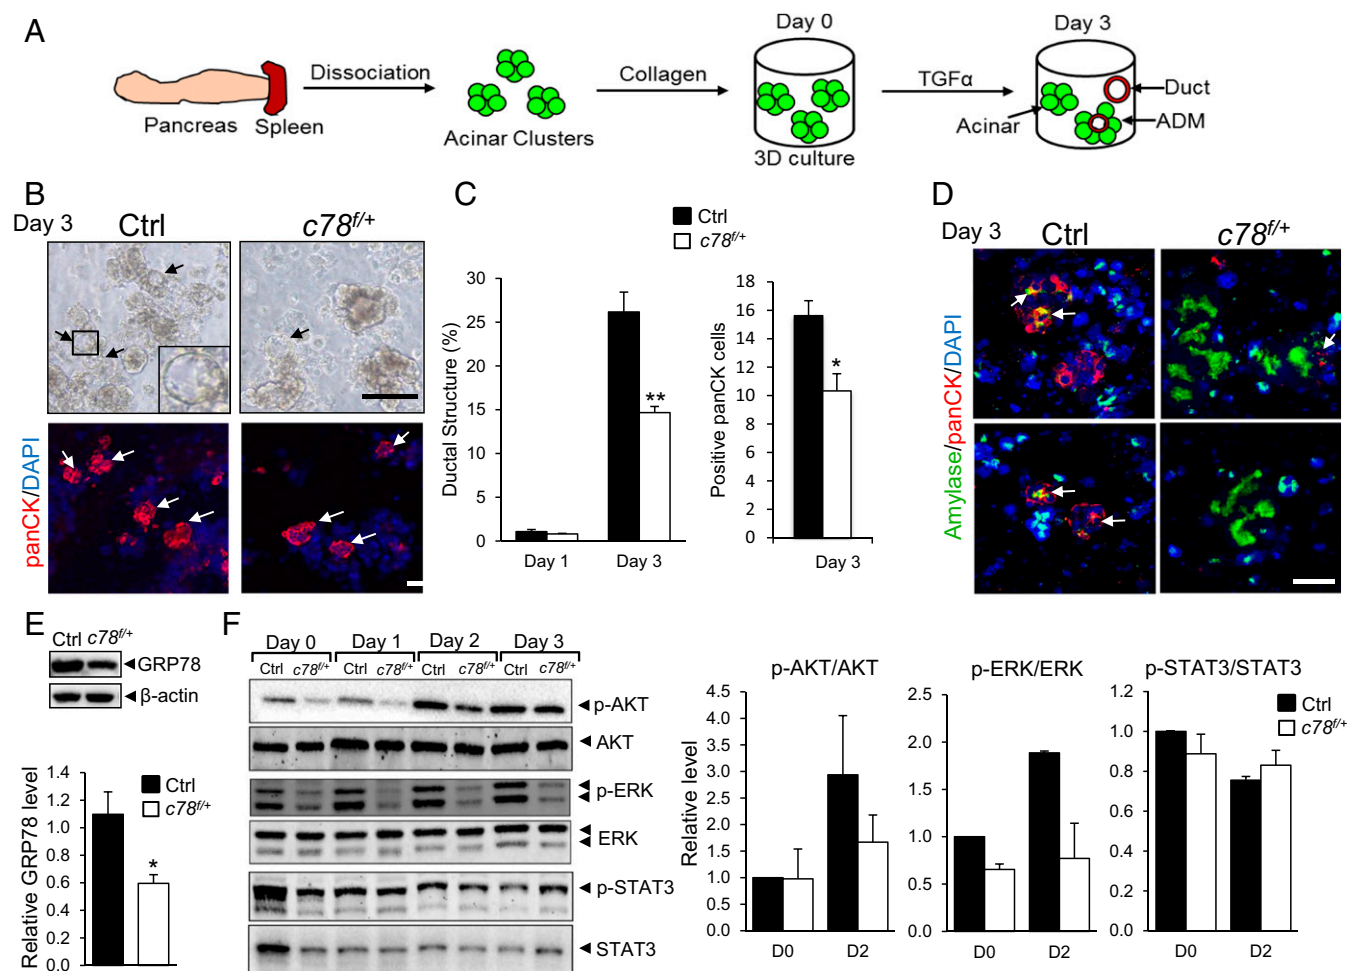 A
Pancreas Spleen
Dissociation
Acinar Clusters
Collagen
Day 0
3D culture
TGFα
Day 3
Acinar
Duct
ADM
B
Day 3 Ctrl c78f/+
panCK/DAPI
C
Ctrl
c78f/+
Ductal Structure (%)
30
25
20
15
10
5
0
**
Day 1 Day 3
Positive panCK cells
18
16
14
12
10
8
6
4
2
0
*
Day 3
D
Day 3 Ctrl c78f/+
Amylase/panCK/DAPI
E
Ctrl c78f/+
GRP78
β-actin
Relative GRP78 level
1.4
1.2
1.0
0.8
0.6
0.4
0.2
0.0
Ctrl
c78f/+
*
F
Day 0 Day 1 Day 2 Day 3
Ctrl c78f/+ Ctrl c78f/+ Ctrl c78f/+ Ctrl c78f/+
p-AKT
AKT
p-ERK
ERK
p-STAT3
STAT3
p-AKT/AKT
Relative level
4.5
4.0
3.5
3.0
2.5
2.0
1.5
1.0
0.5
0.0
D0 D2
p-ERK/ERK
2.5
2.0
1.5
1.0
0.5
0.0
D0 D2
p-STAT3/STAT3
Ctrl
c78f/+
1.2
1.0
0.8
0.6
0.4
0.2
0.0
D0 D2